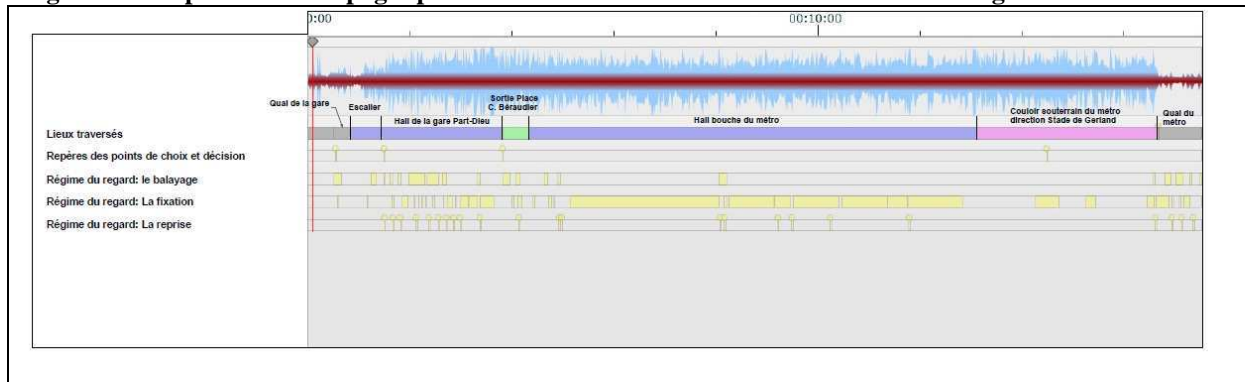 0:00
00:10:00
Quai de la gare
Escalier
Hall de la gare Part-Dieu
Sortie Place
C. Béraudier
Hall bouche du métro
Couloir souterrain du métro
direction Stade de Gerland
Quai du
métro
Lieux traversés
Repères des points de choix et décision
Régime du regard: le balayage
Régime du regard: La fixation
Régime du regard: La reprise